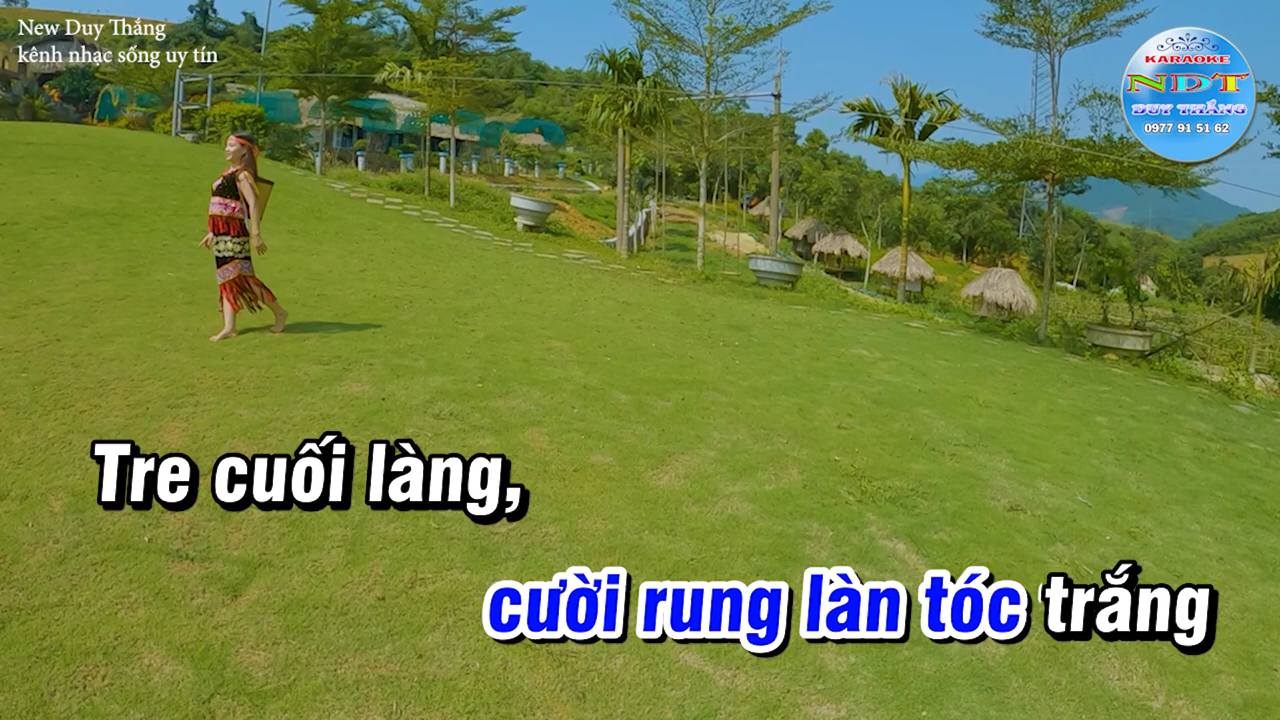 New Duy Thắng
kênh nhạc sống uy tín
KARAOKE
NDT
DUY THẮNG
0977 91 51 62
Tre cuối làng,
cười rung làn tóc trắng